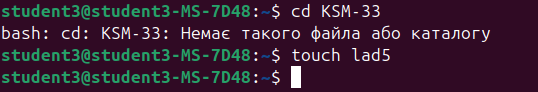 student3@student3-MS-7D48:~$ cd KSM-33
bash: cd: KSM-33: Немає такого файла або каталогу
student3@student3-MS-7D48:~$ touch lad5
student3@student3-MS-7D48:~$